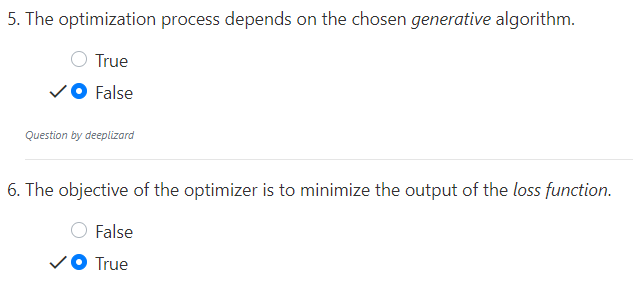 5. The optimization process depends on the chosen generative algorithm.
True
False
Question by deeplizard
6. The objective of the optimizer is to minimize the output of the loss function.
False
True